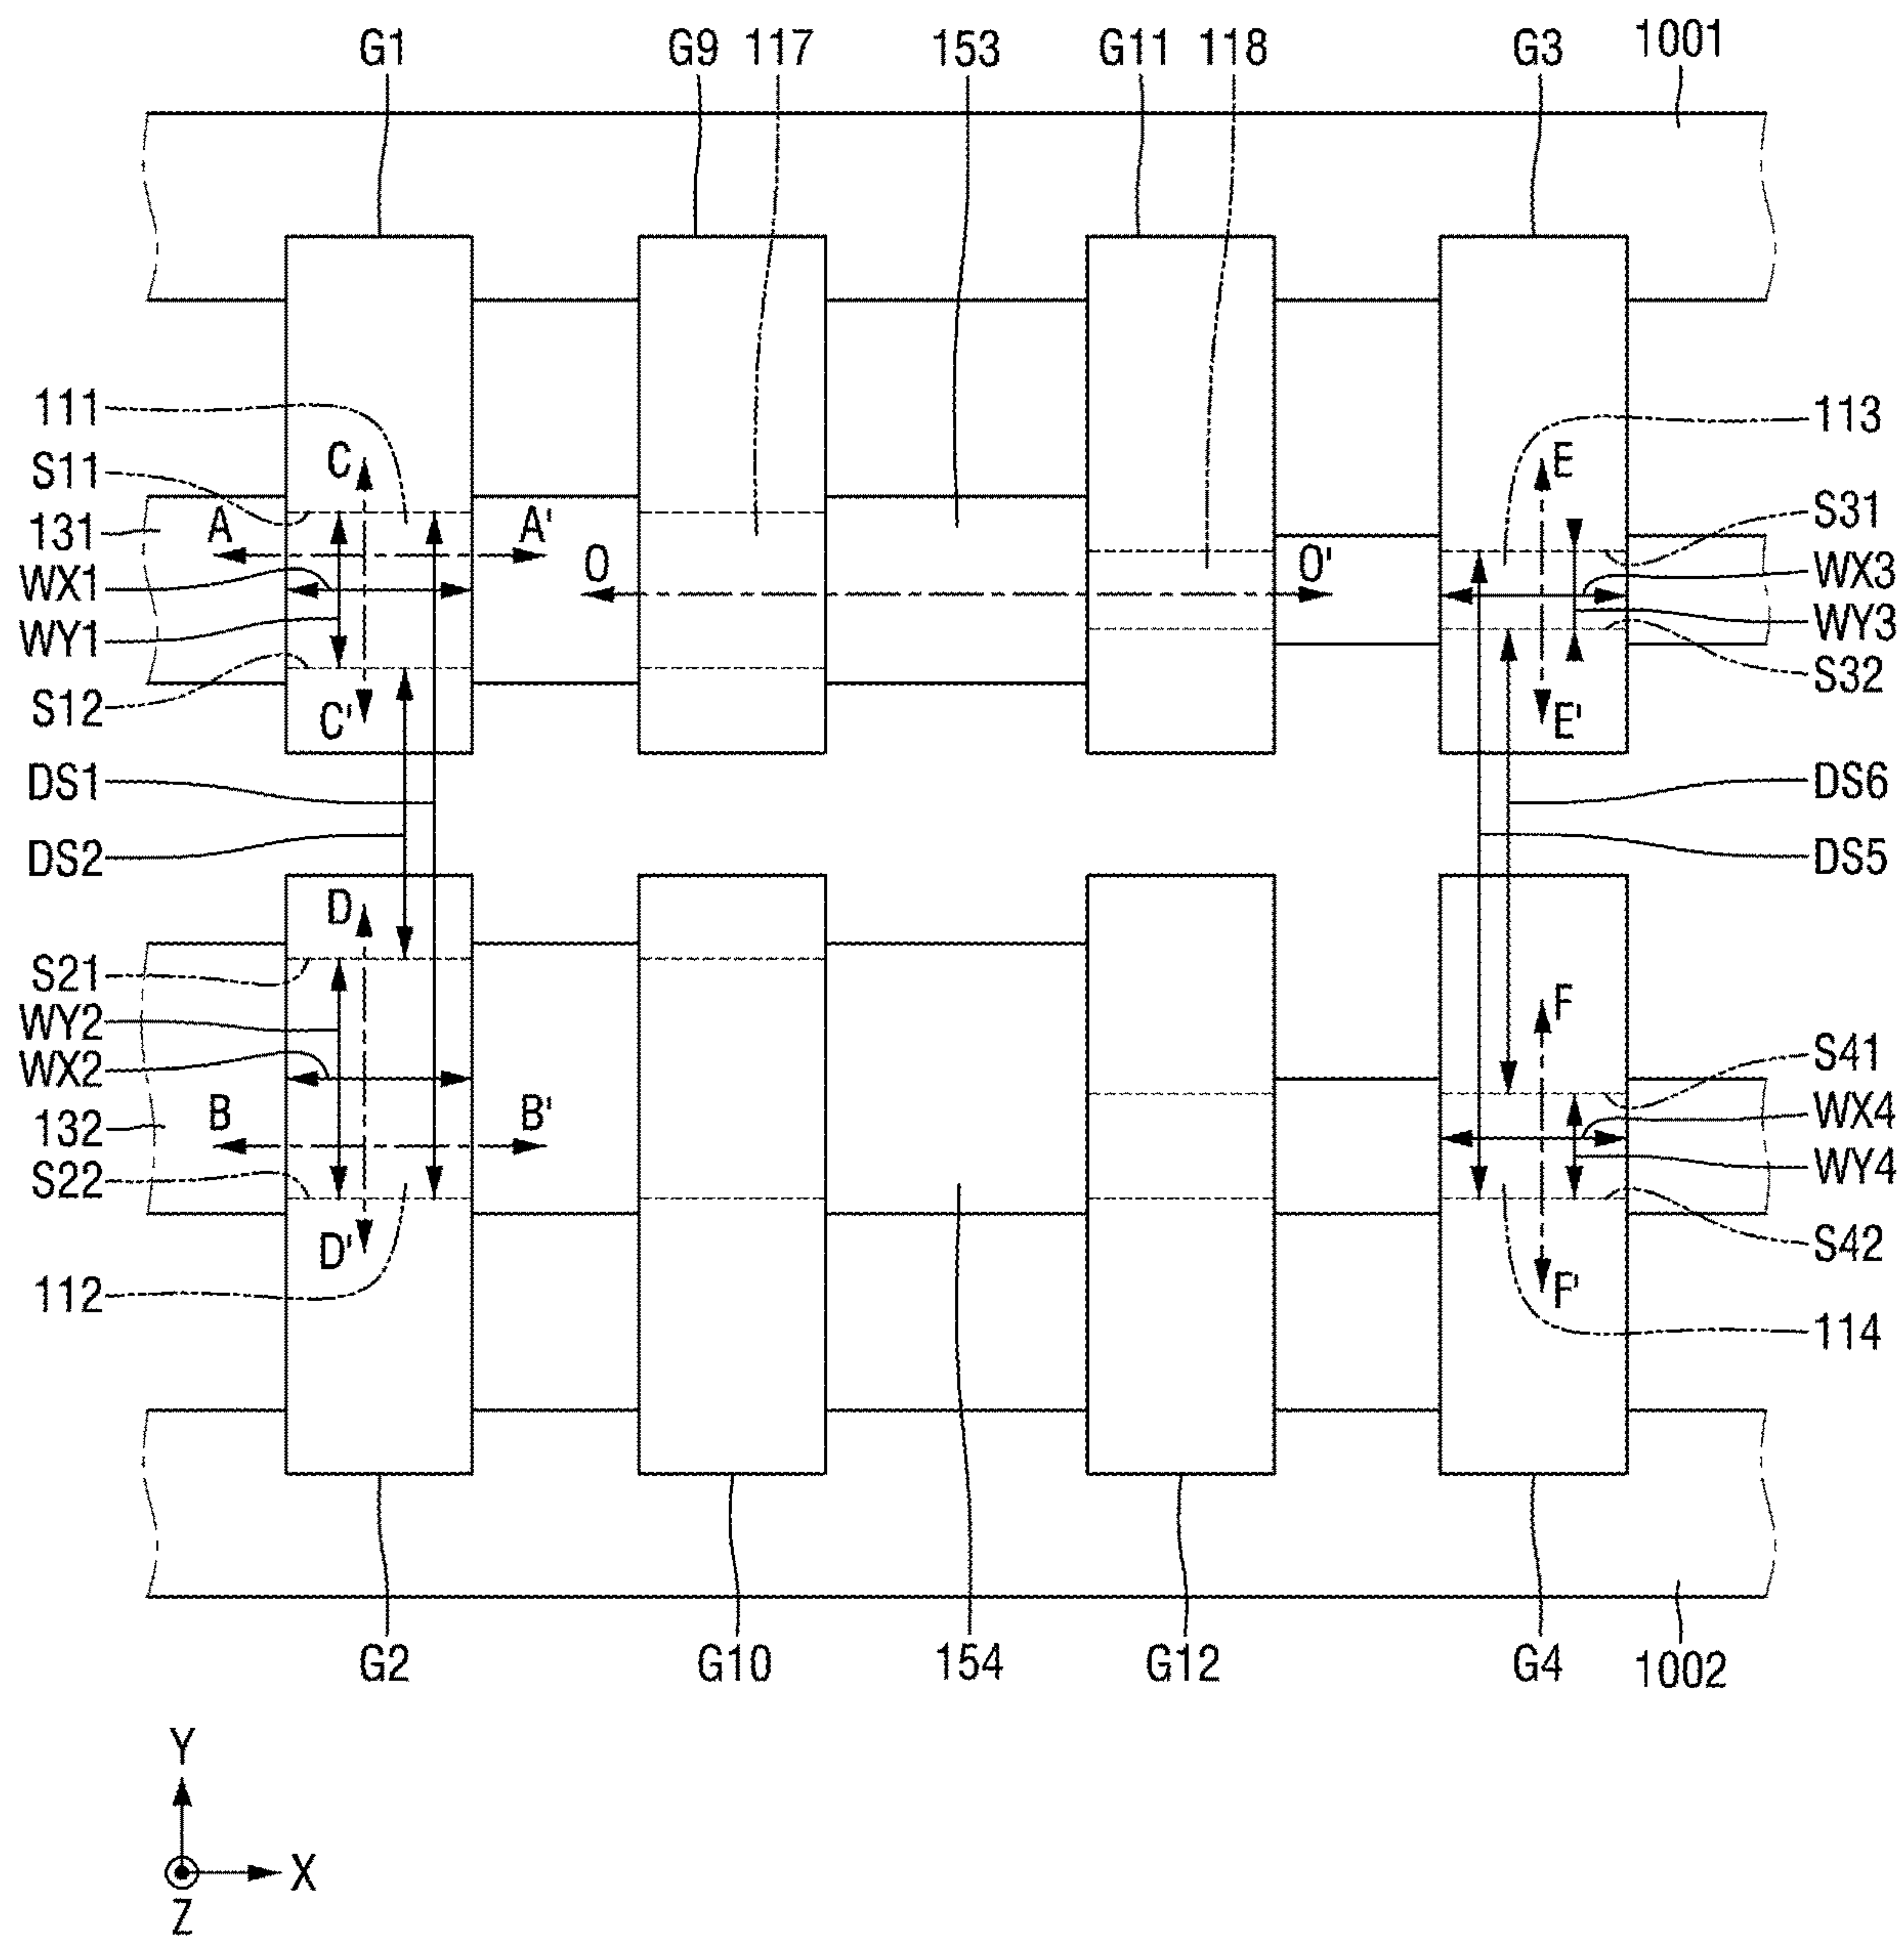 G1 G9 117 153 G11 118 G3 1001
111 113
C E
S11 S31
131 A A'
WX1 O O' WX3
WY1 WY3
S12 C' E' S32
DS1 DS6
DS2 DS5
D
S21 F
WY2 S41
WX2 WX4
132 B B'
S22 WY4
D' S42
112 F'
114
G2 G10 154 G12 G4 1002
Y
X
Z